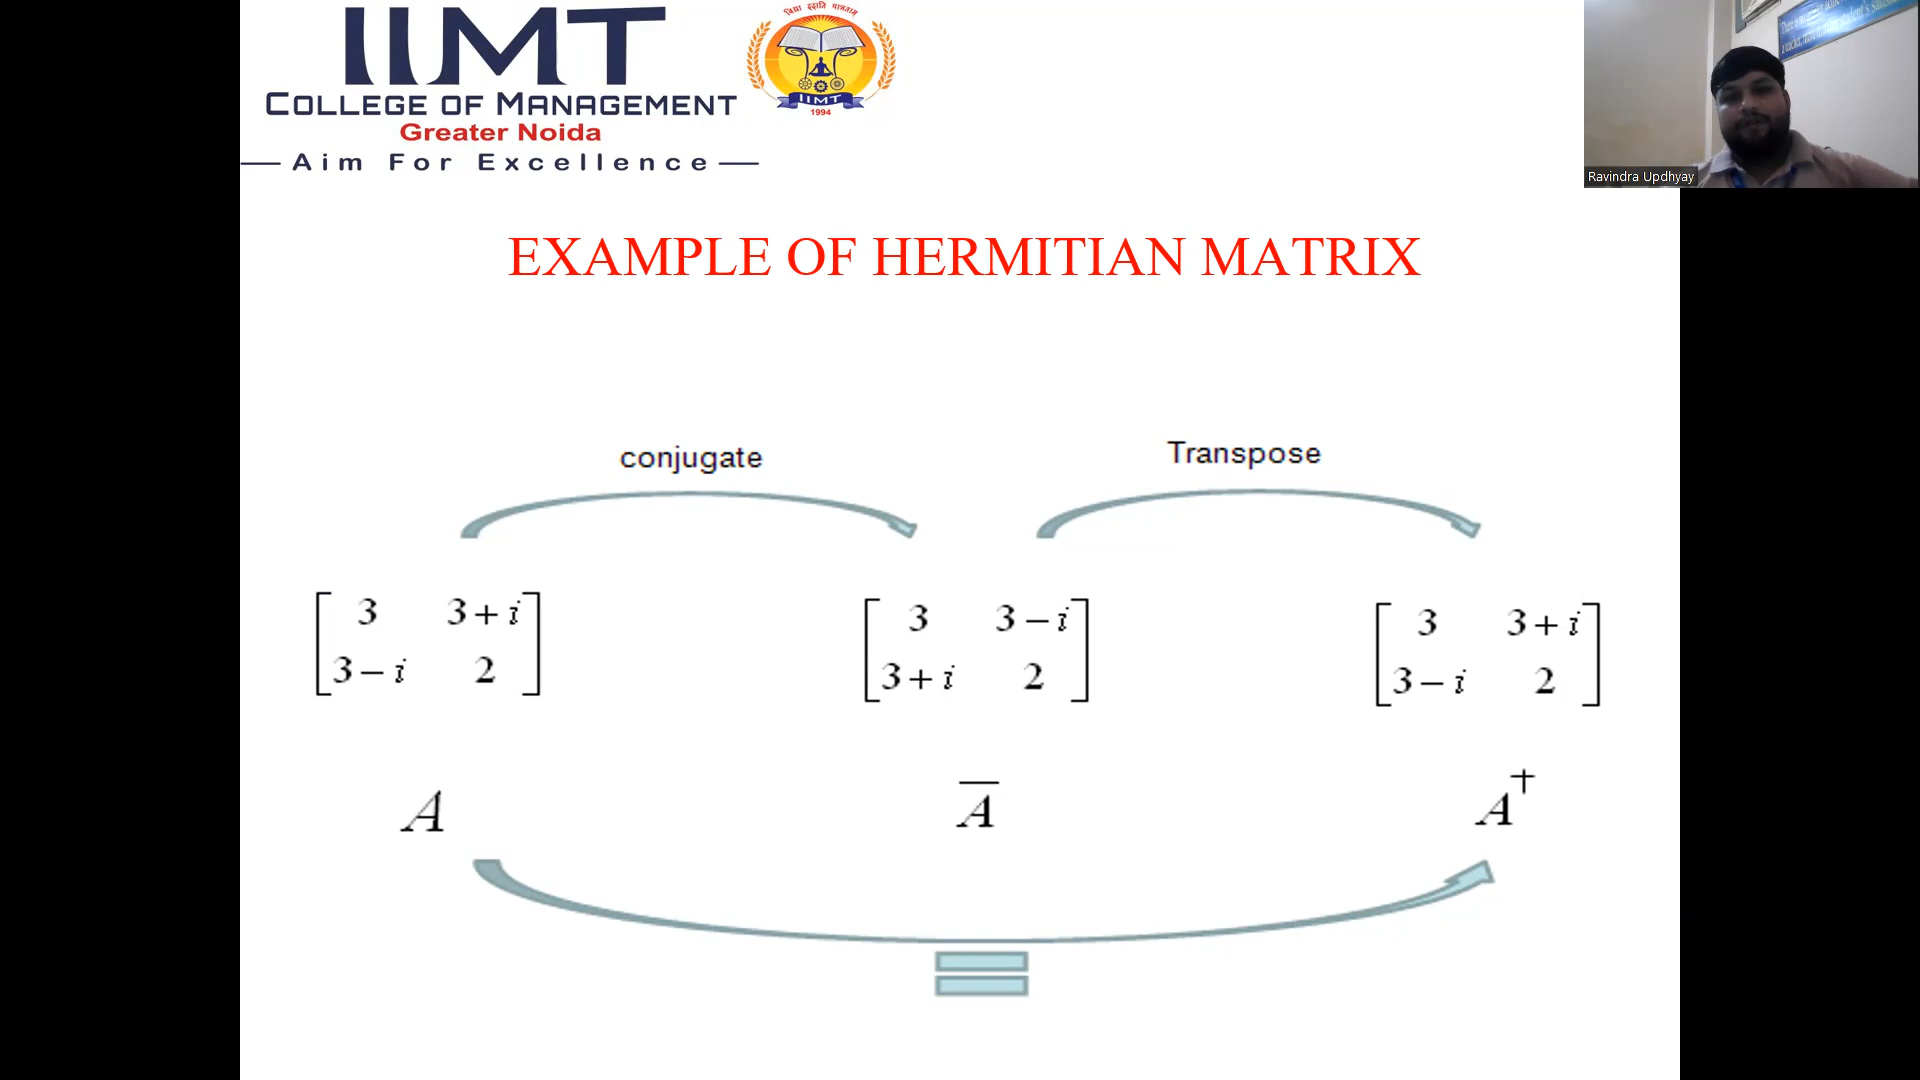 IIMT
COLLEGE OF MANAGEMENT
Greater Noida
Aim For Excellence
IIMT
1994
Ravindra Updhyay
EXAMPLE OF HERMITIAN MATRIX
conjugate Transpose
3 3+i 3 3−i 3 3+i
3−i 2 3+i 2 3−i 2
A A̅ A†
=